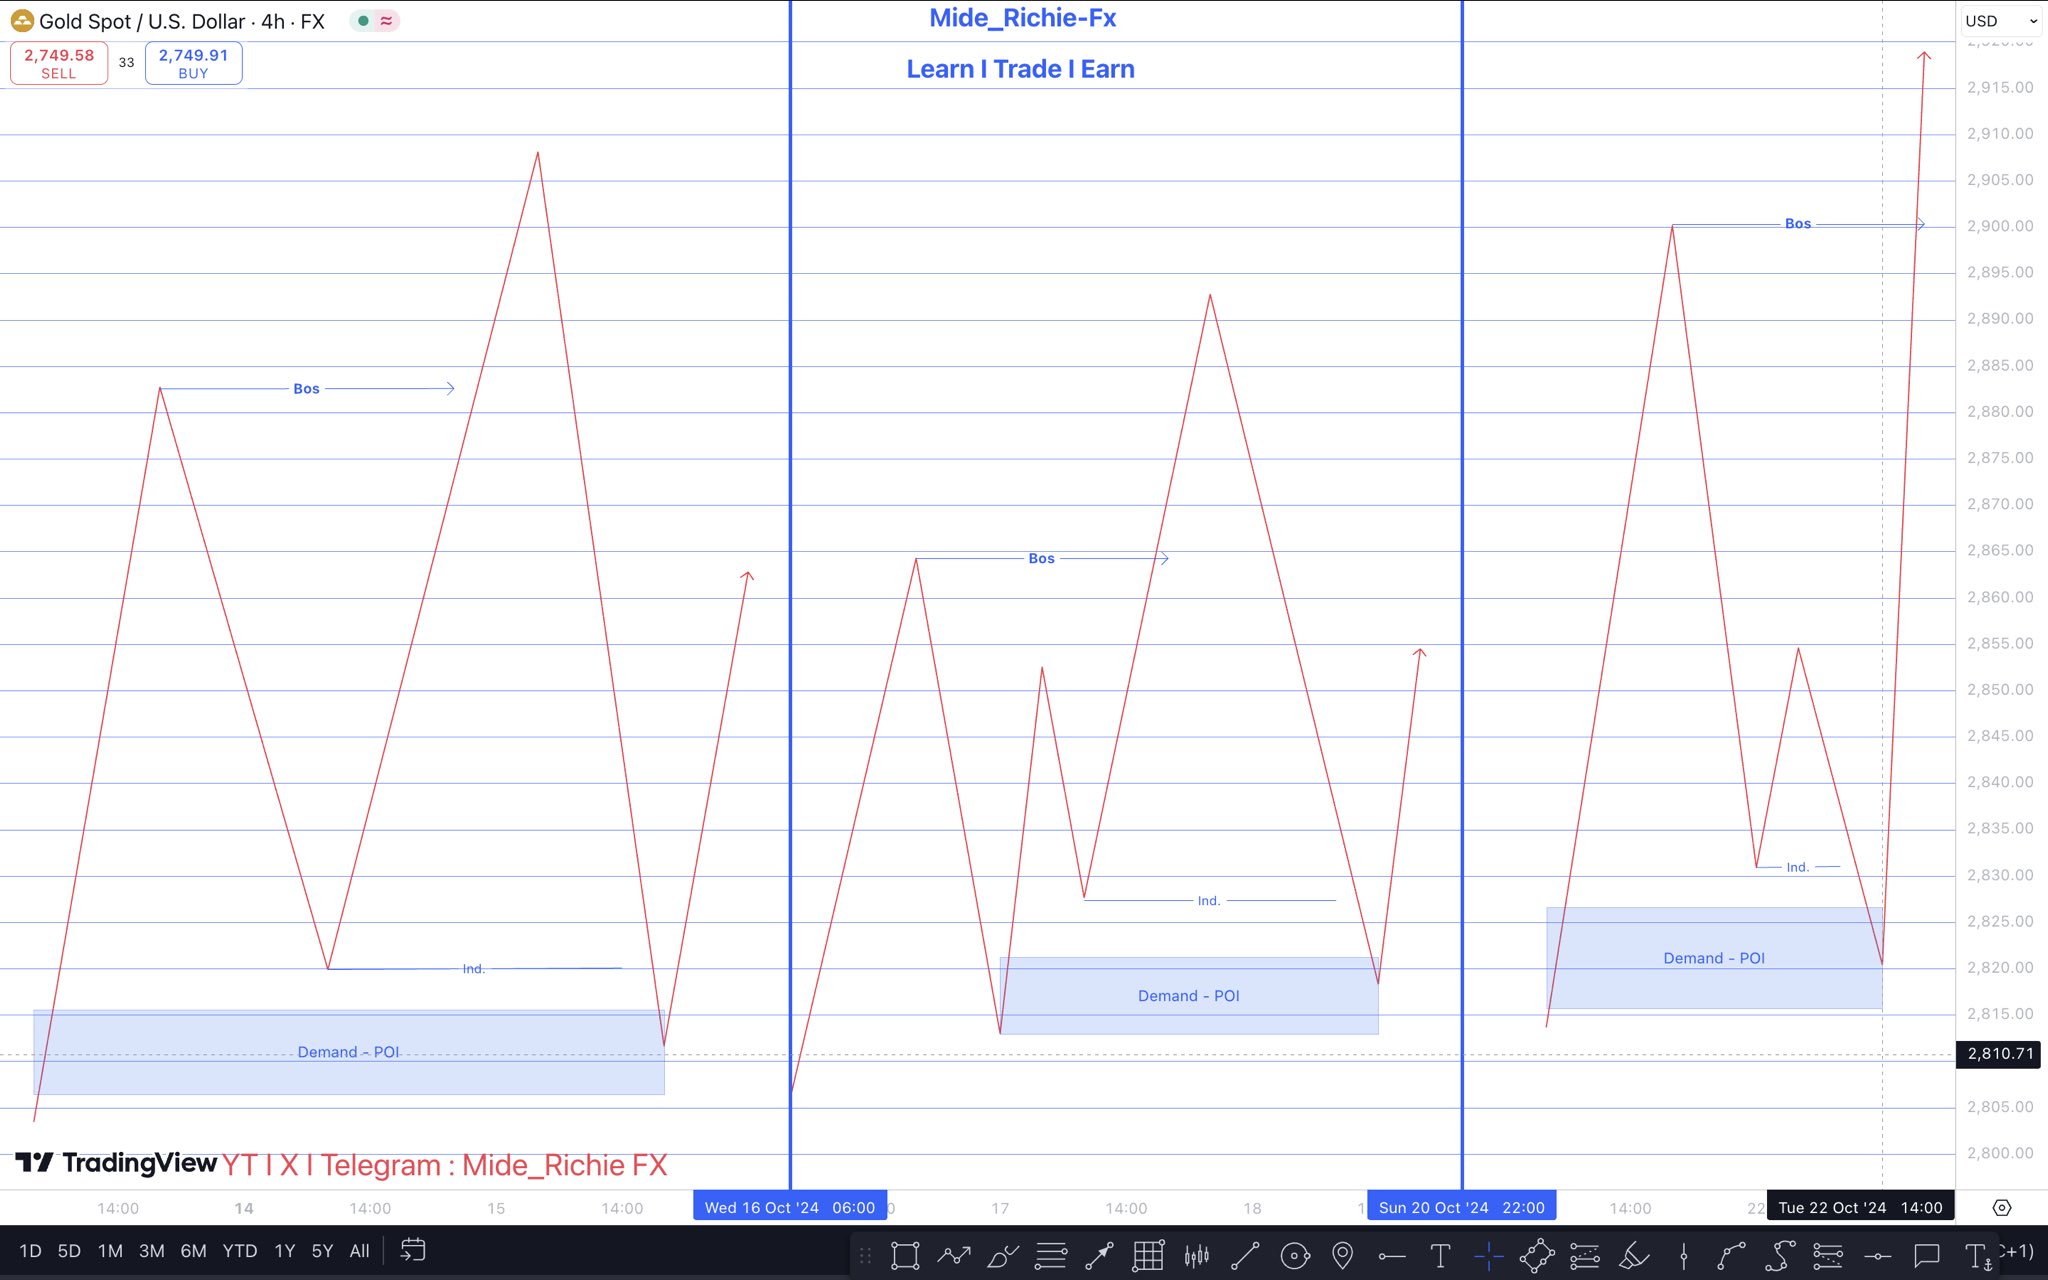 Gold Spot / U.S. Dollar · 4h · FX
2,749.58
SELL
33
2,749.91
BUY
Mide_Richie-Fx
Learn I Trade I Earn
USD
2,915.00
2,910.00
2,905.00
2,900.00
2,895.00
2,890.00
2,885.00
2,880.00
2,875.00
2,870.00
2,865.00
2,860.00
2,855.00
2,850.00
2,845.00
2,840.00
2,835.00
2,830.00
2,825.00
2,820.00
2,815.00
2,810.71
2,805.00
2,800.00
Bos
Ind.
Demand - POI
Bos
Ind.
Demand - POI
Bos
Ind.
Demand - POI
TradingView
YT I X I Telegram : Mide_Richie FX
14:00
14
14:00
15
14:00
Wed 16 Oct '24 06:00
17
14:00
18
Sun 20 Oct '24 22:00
14:00
22
Tue 22 Oct '24 14:00
1D 5D 1M 3M 6M YTD 1Y 5Y All